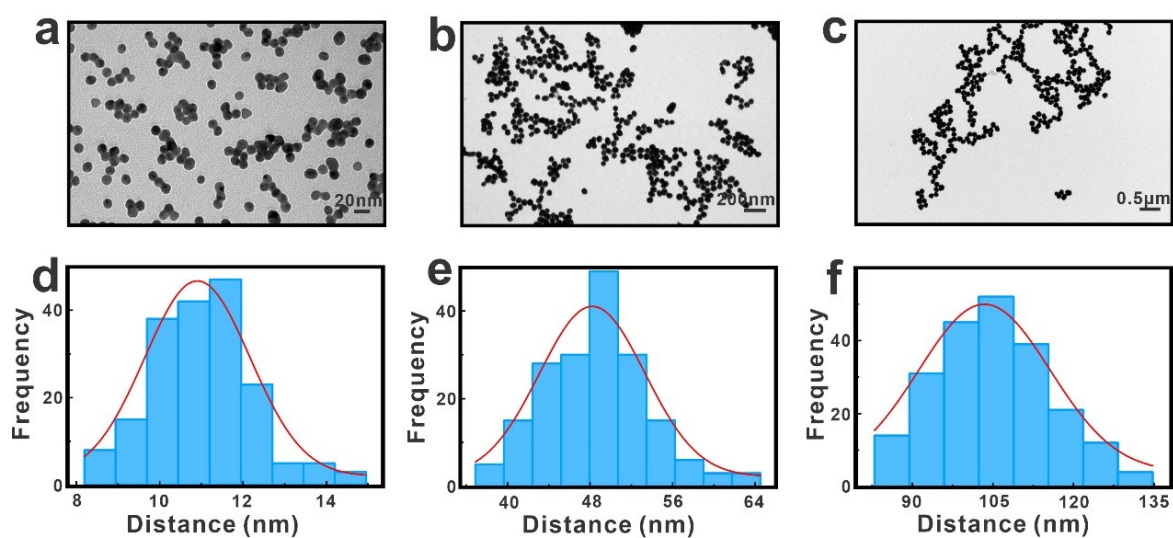 a
20nm
b
200nm
c
0.5μm
d
Frequency
40
20
0
8 10 12 14
Distance (nm)
e
Frequency
40
20
0
40 48 56 64
Distance (nm)
f
Frequency
40
20
0
90 105 120 135
Distance (nm)